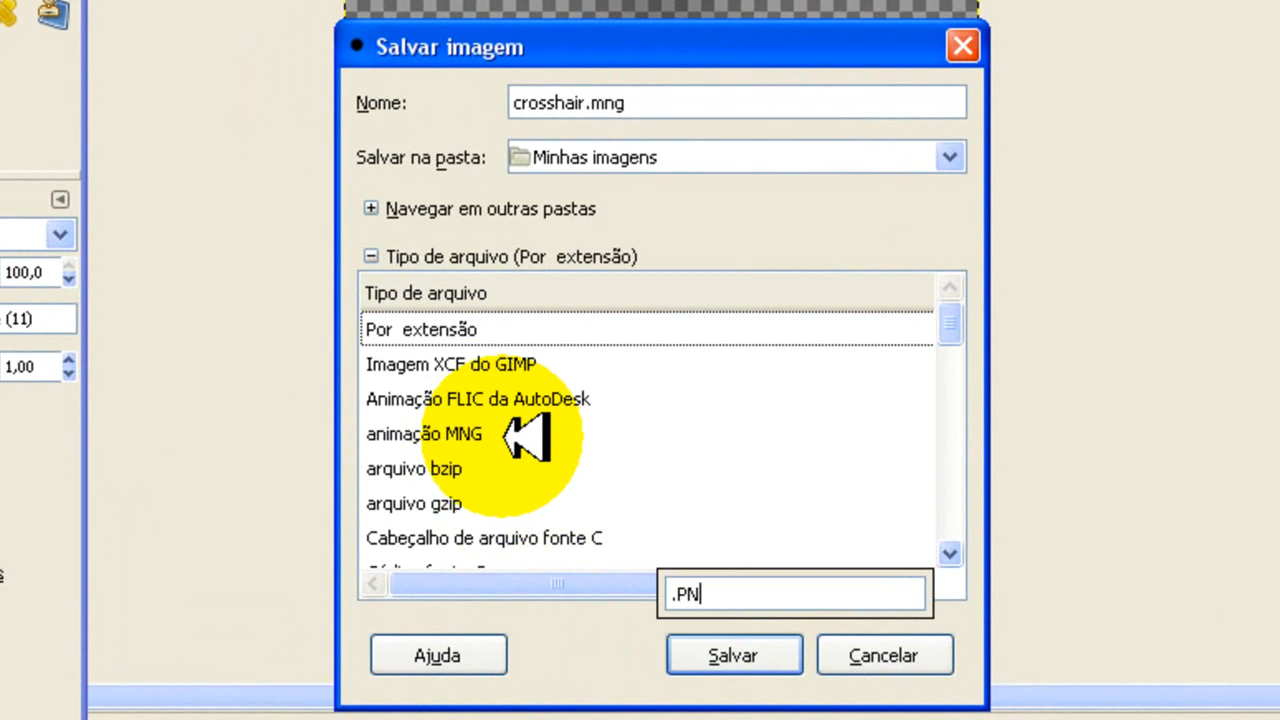 Salvar imagem
Nome:
crosshair.mng
Salvar na pasta:
Minhas imagens
Navegar em outras pastas
Tipo de arquivo (Por extensão)
Tipo de arquivo
Por extensão
Imagem XCF do GIMP
Animação FLIC da AutoDesk
animação MNG
arquivo bzip
arquivo gzip
Cabeçalho de arquivo fonte C
.PN
Ajuda
Salvar
Cancelar
100,0
(11)
1,00